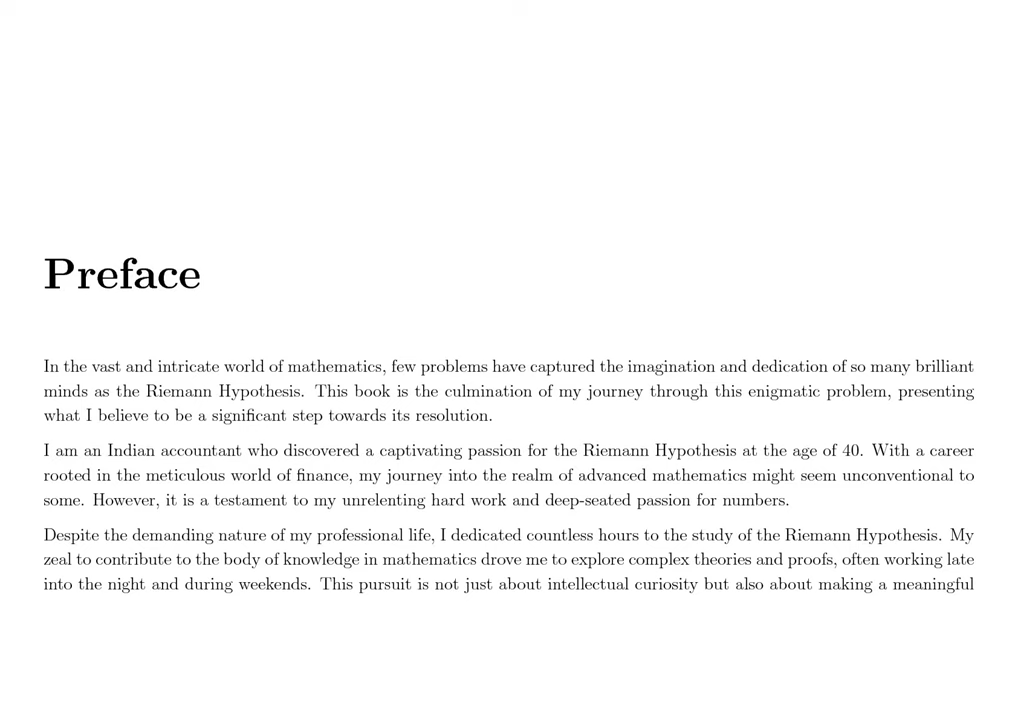 Preface
In the vast and intricate world of mathematics, few problems have captured the imagination and dedication of so many brilliant
minds as the Riemann Hypothesis. This book is the culmination of my journey through this enigmatic problem, presenting
what I believe to be a significant step towards its resolution.
I am an Indian accountant who discovered a captivating passion for the Riemann Hypothesis at the age of 40. With a career
rooted in the meticulous world of finance, my journey into the realm of advanced mathematics might seem unconventional to
some. However, it is a testament to my unrelenting hard work and deep-seated passion for numbers.
Despite the demanding nature of my professional life, I dedicated countless hours to the study of the Riemann Hypothesis. My
zeal to contribute to the body of knowledge in mathematics drove me to explore complex theories and proofs, often working late
into the night and during weekends. This pursuit is not just about intellectual curiosity but also about making a meaningful